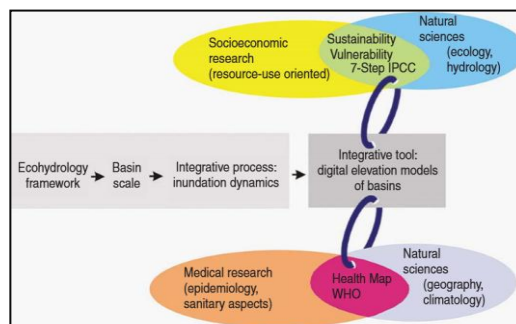 Socioeconomic
research
(resource-use oriented)
Sustainability
Vulnerability
7-Step IPCC
Natural
sciences
(ecology,
hydrology)
Ecohydrology
framework
Basin
scale
Integrative process:
inundation dynamics
Integrative tool:
digital elevation models
of basins
Medical research
(epidemiology,
sanitary aspects)
Health Map
WHO
Natural
sciences
(geography,
climatology)